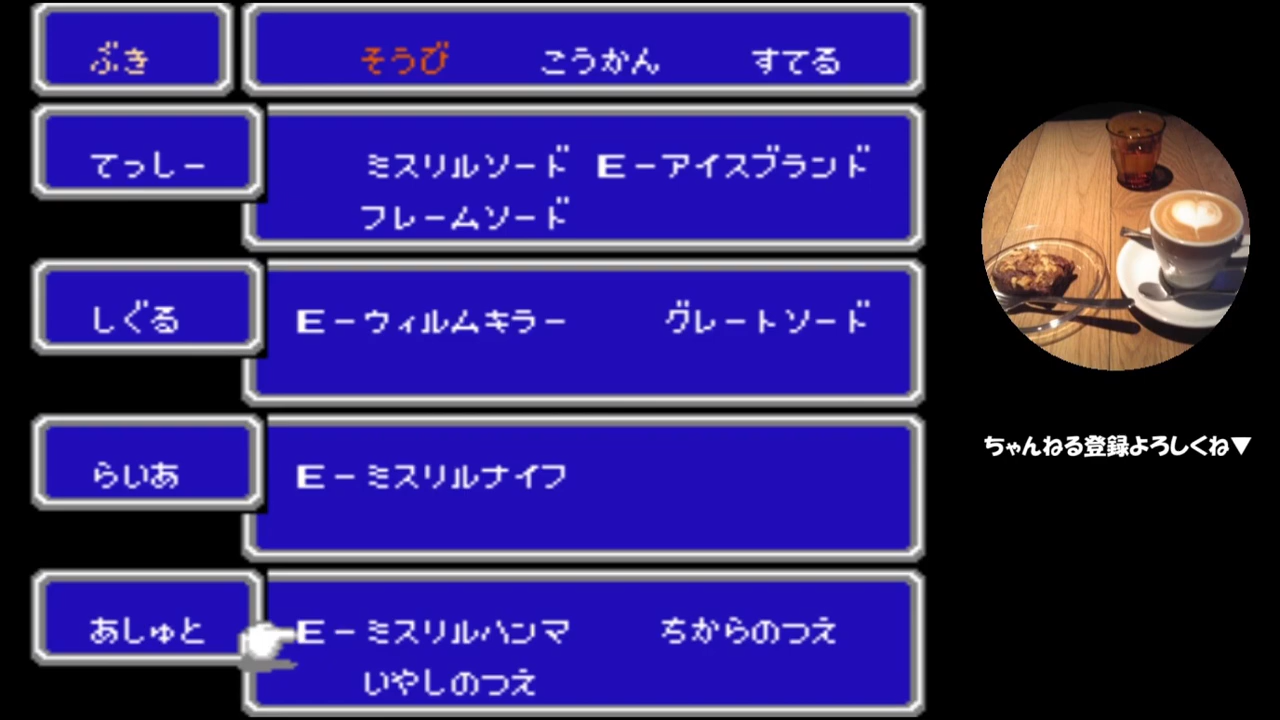 ぶき
そうび こうかん すてる
てっしー
ミスリルソード E－アイスブランド
フレームソード
しぐる
E－ウィルムキラー グレートソード
らいあ
E－ミスリルナイフ
あしゅと
E－ミスリルハンマ ちからのつえ
いやしのつえ
ちゃんねる登録よろしくね▼